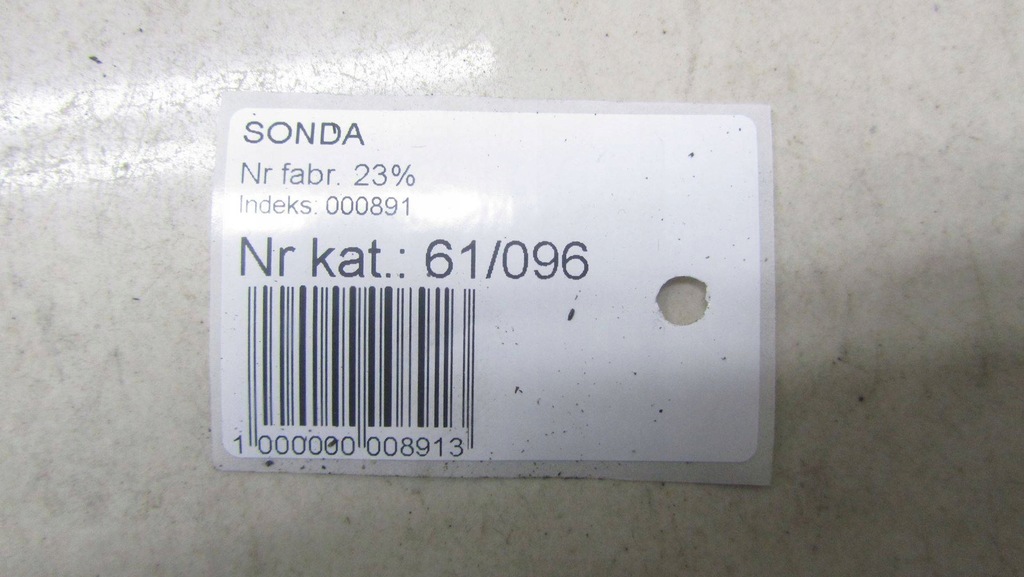 SONDA
Nr fabr. 23%
Indeks: 000891
Nr kat.: 61/096
1 000000 008913